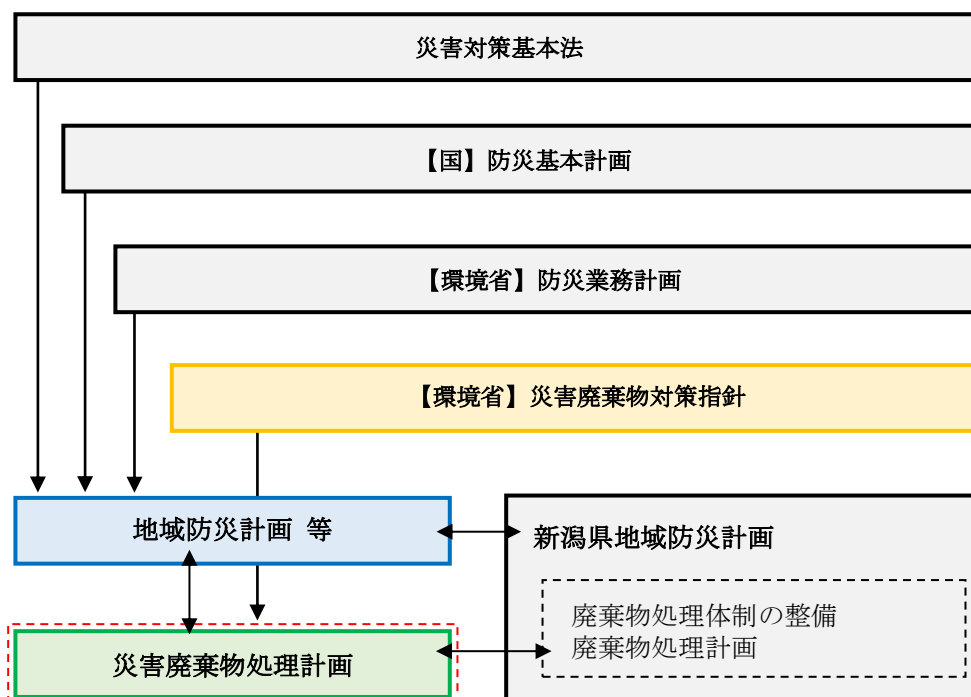 災害対策基本法
【国】防災基本計画
【環境省】防災業務計画
【環境省】災害廃棄物対策指針
地域防災計画 等
新潟県地域防災計画
廃棄物処理体制の整備
廃棄物処理計画
災害廃棄物処理計画